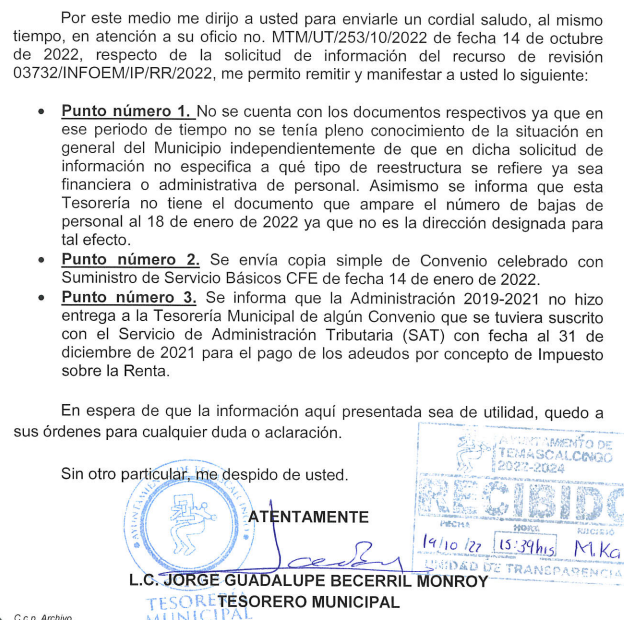 Por este medio me dirijo a usted para enviarle un cordial saludo, al mismo
tiempo, en atención a su oficio no. MTM/UT/253/10/2022 de fecha 14 de octubre
de 2022, respecto de la solicitud de información del recurso de revisión
03732/INFOEM/IP/RR/2022, me permito remitir y manifestar a usted lo siguiente:
• Punto número 1. No se cuenta con los documentos respectivos ya que en
ese periodo de tiempo no se tenía pleno conocimiento de la situación en
general del Municipio independientemente de que en dicha solicitud de
información no especifica a qué tipo de reestructura se refiere ya sea
financiera o administrativa de personal. Asimismo se informa que esta
Tesorería no tiene el documento que ampare el número de bajas de
personal al 18 de enero de 2022 ya que no es la dirección designada para
tal efecto.
• Punto número 2. Se envía copia simple de Convenio celebrado con
Suministro de Servicio Básicos CFE de fecha 14 de enero de 2022.
• Punto número 3. Se informa que la Administración 2019-2021 no hizo
entrega a la Tesorería Municipal de algún Convenio que se tuviera suscrito
con el Servicio de Administración Tributaria (SAT) con fecha al 31 de
diciembre de 2021 para el pago de los adeudos por concepto de Impuesto
sobre la Renta.
En espera de que la información aquí presentada sea de utilidad, quedo a
sus órdenes para cualquier duda o aclaración.
Sin otro particular, me despido de usted.
AYUNTAMIENTO DE
TEMASCALCINGO
2022-2024
RECIBIDO
FECHA HORA RECIBIÓ
19/10/22 15:39hrs M.Ka
UNIDAD DE TRANSPARENCIA
ATENTAMENTE
L.C. JORGE GUADALUPE BECERRIL MONROY
TESORERO MUNICIPAL
TESORERÍA
MUNICIPAL
C.c.p. Archivo